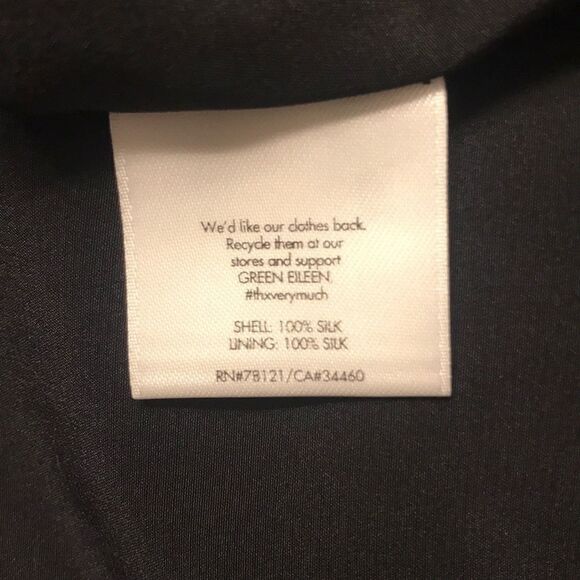 We'd like our clothes back.
Recycle them at our
stores and support
GREEN EILEEN.
#thxverymuch
SHELL: 100% SILK
LINING: 100% SILK
RN#78121/CA#34460